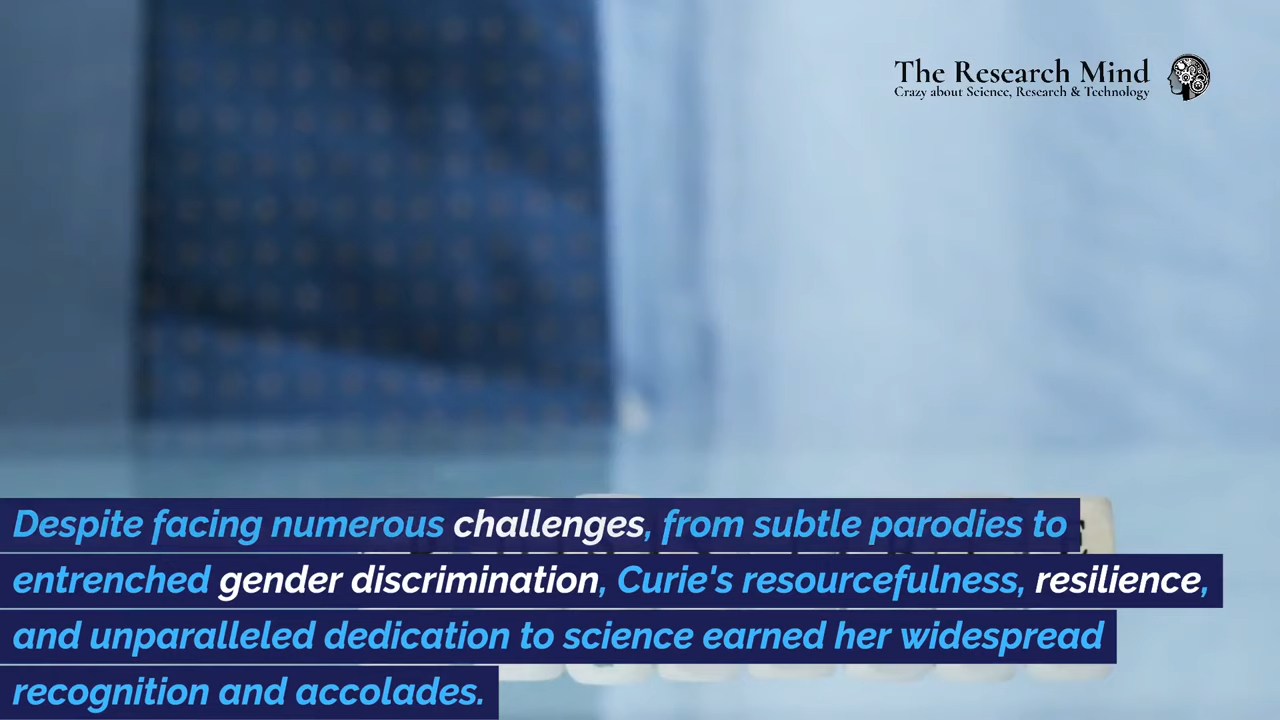 The Research Mind
Crazy about Science, Research & Technology
Despite facing numerous challenges, from subtle parodies to
entrenched gender discrimination, Curie's resourcefulness, resilience,
and unparalleled dedication to science earned her widespread
recognition and accolades.